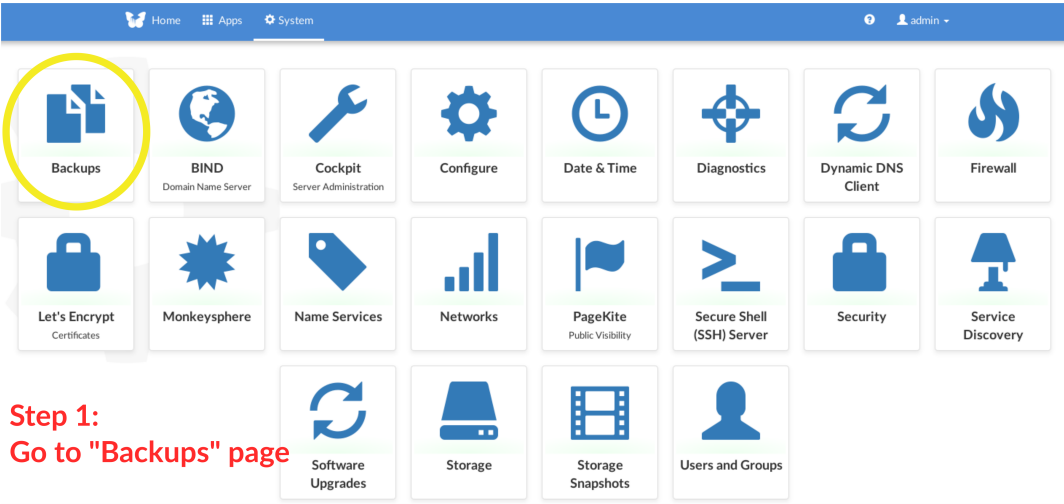 Home Apps System admin
Backups
BIND
Domain Name Server
Cockpit
Server Administration
Configure
Date & Time
Diagnostics
Dynamic DNS
Client
Firewall
Let's Encrypt
Certificates
Monkeysphere
Name Services
Networks
PageKite
Public Visibility
Secure Shell
(SSH) Server
Security
Service
Discovery
Step 1:
Go to "Backups" page
Software
Upgrades
Storage
Storage
Snapshots
Users and Groups